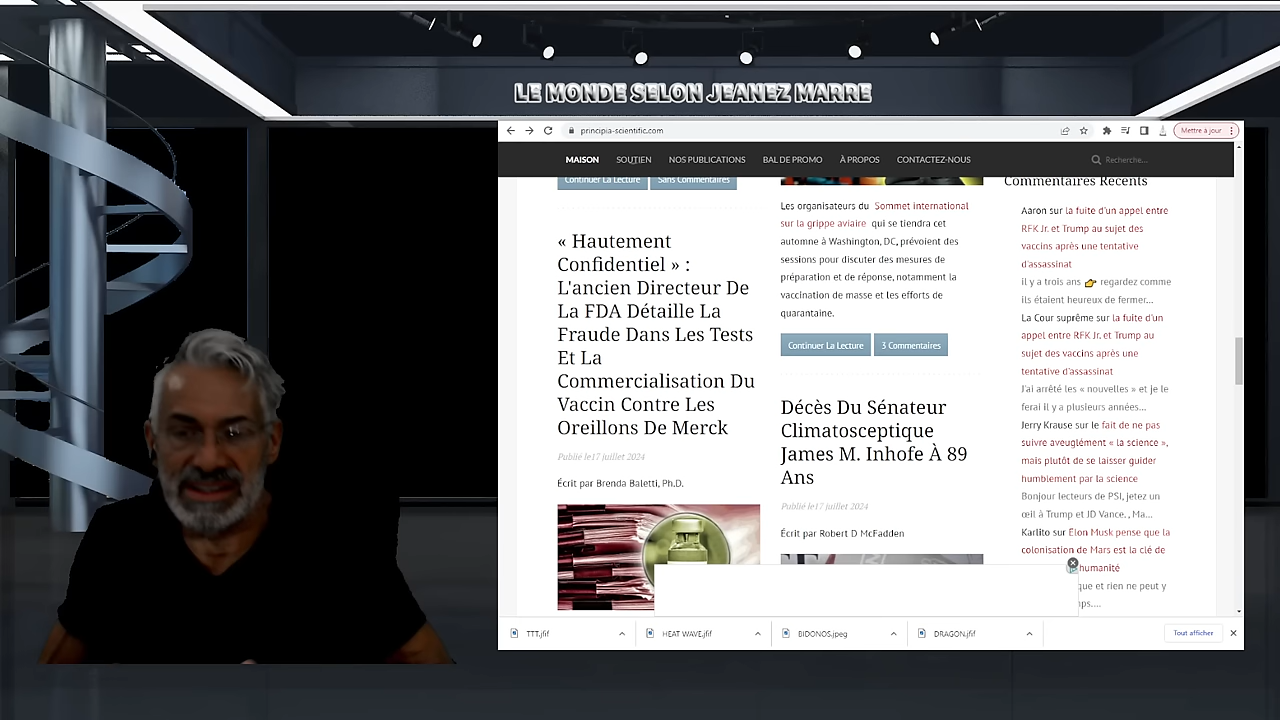 LE MONDE SELON JEANEZ MARRE
principia-scientific.com
Mettre à jour
MAISON SOUTIEN NOS PUBLICATIONS BAL DE PROMO À PROPOS CONTACTEZ-NOUS
Recherche...
Continuer La Lecture Sans Commentaires
« Hautement
Confidentiel » :
L'ancien Directeur De
La FDA Détaille La
Fraude Dans Les Tests
Et La
Commercialisation Du
Vaccin Contre Les
Oreillons De Merck
Publié le17 juillet 2024
Écrit par Brenda Baletti, Ph.D.
Les organisateurs du Sommet international
sur la grippe aviaire qui se tiendra cet
automne à Washington, DC, prévoient des
sessions pour discuter des mesures de
préparation et de réponse, notamment la
vaccination de masse et les efforts de
quarantaine.
Continuer La Lecture 3 Commentaires
Décès Du Sénateur
Climatosceptique
James M. Inhofe À 89
Ans
Publié le17 juillet 2024
Écrit par Robert D McFadden
Commentaires Récents
Aaron sur la fuite d'un appel entre
RFK Jr. et Trump au sujet des
vaccins après une tentative
d'assassinat
il y a trois ans 👉 regardez comme
ils étaient heureux de fermer...
La Cour suprême sur la fuite d'un
appel entre RFK Jr. et Trump au
sujet des vaccins après une
tentative d'assassinat
J'ai arrêté les « nouvelles » et je le
ferai il y a plusieurs années...
Jerry Krause sur le fait de ne pas
suivre aveuglément « la science »,
mais plutôt de se laisser guider
humblement par la science
Bonjour lecteurs de PSI, jetez un
œil à Trump et JD Vance, , Ma...
Karlito sur Elon Musk pense que la
colonisation de Mars est la clé de
humanité
que et rien ne peut y
TTT.jfif HEAT WAVE.jfif BIDONOS.jpeg DRAGON.jfif Tout afficher